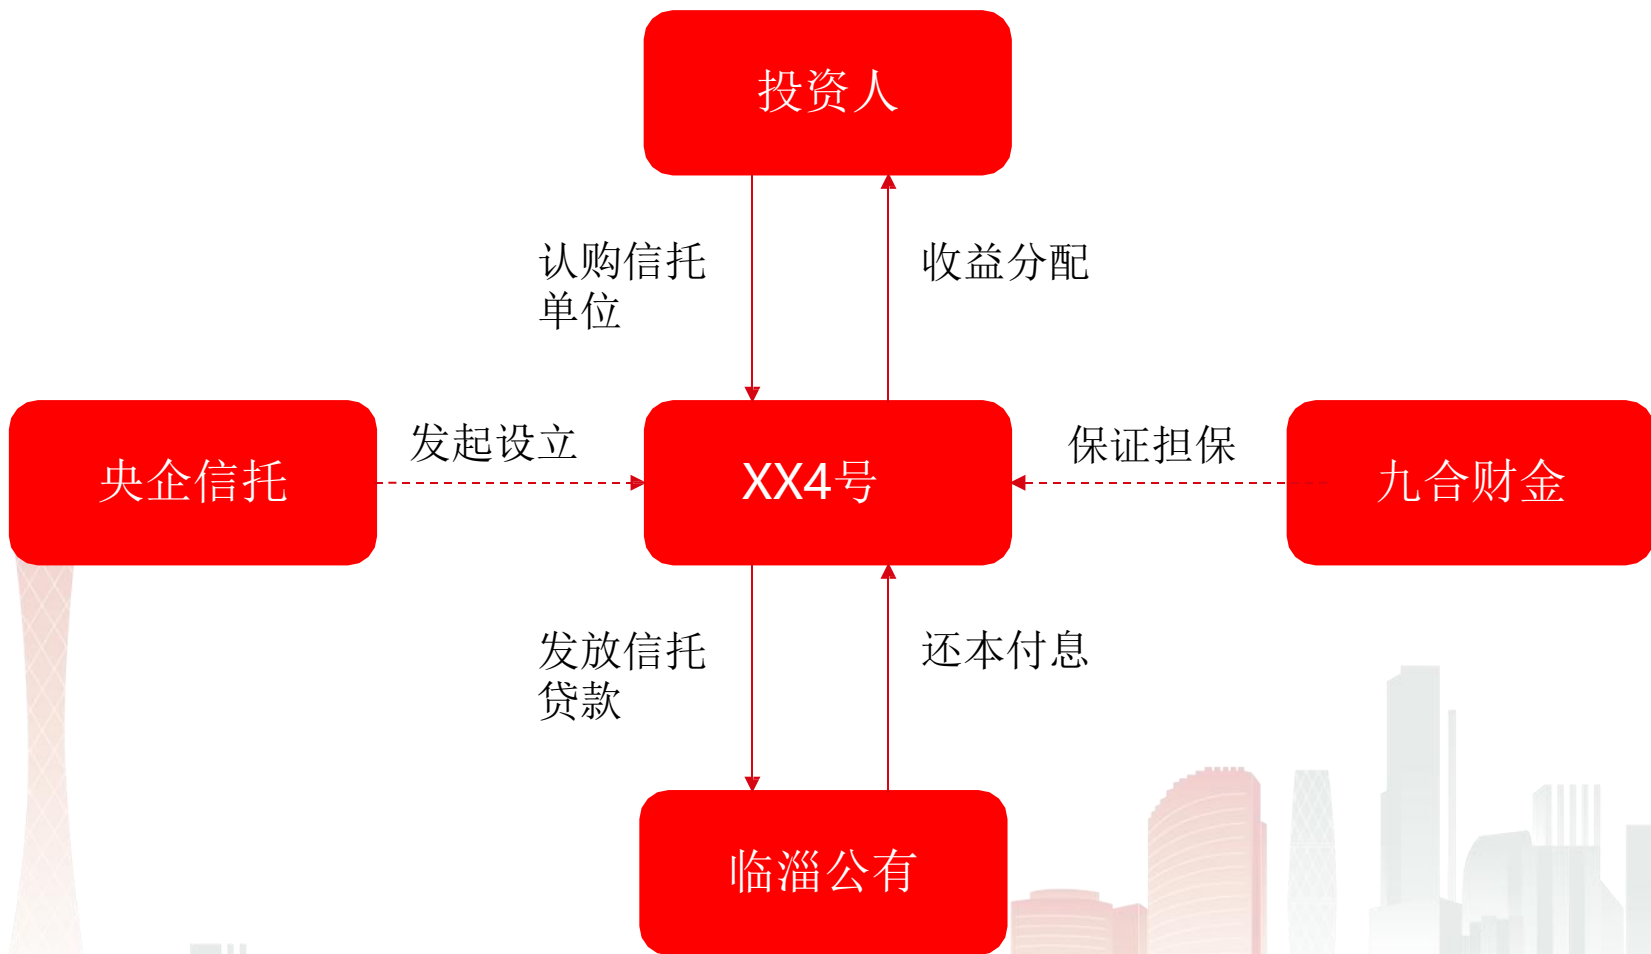 投资人
认购信托
单位
收益分配
央企信托
发起设立
XX4号
保证担保
九合财金
发放信托
贷款
还本付息
临淄公有